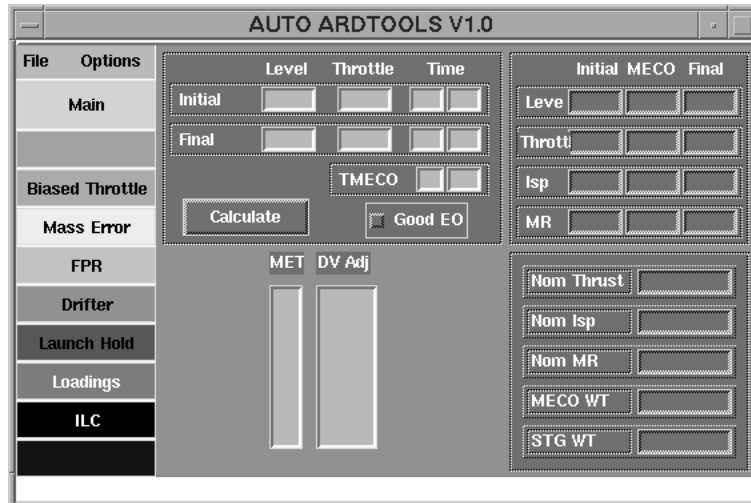 AUTO ARDTOOLS V1.0
File Options
Main
Biased Throttle
Mass Error
FPR
Drifter
Launch Hold
Loadings
ILC
Level Throttle Time
Initial
Final
TMECO
Calculate
Good EO
MET DV Adj
Initial MECO Final
Leve
Thrott
Isp
MR
Nom Thrust
Nom Isp
Nom MR
MECO WT
STG WT